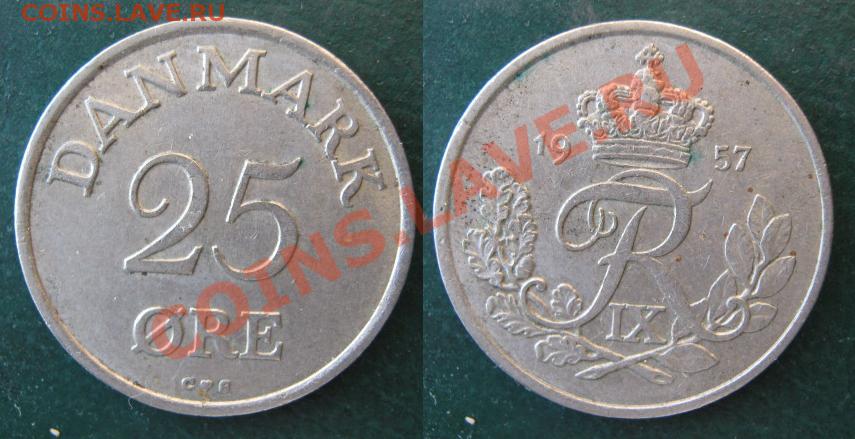 COINS.LAVE.RU
DANMARK
25
ØRE
COINS.LAVE.RU
19 57
FR
IX